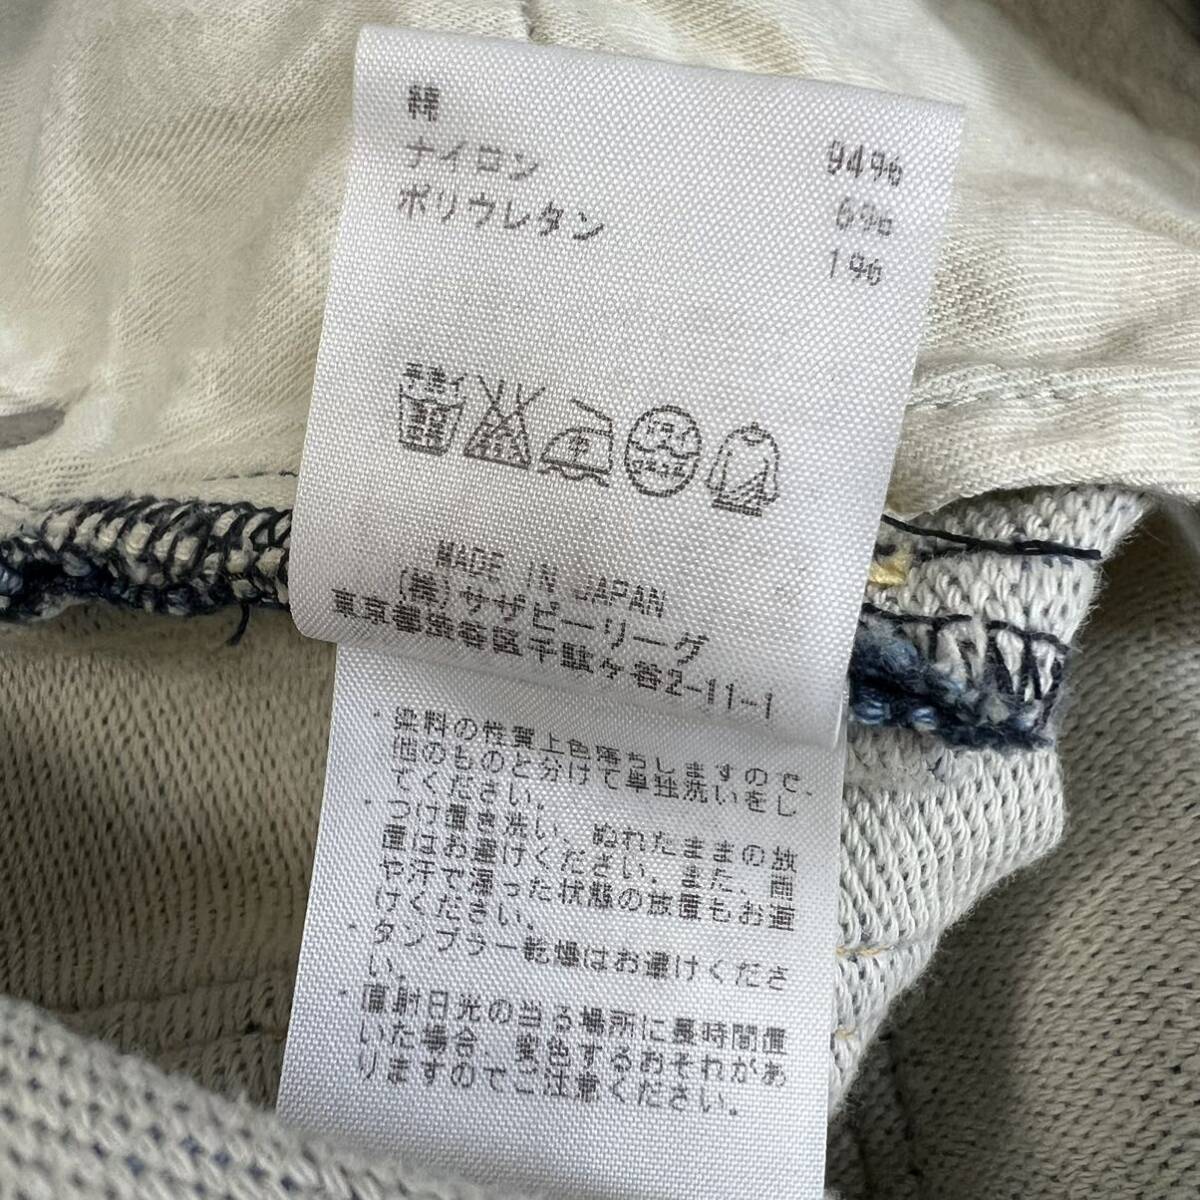 綿 94%
ナイロン 6%
ポリウレタン 1%
手洗イ
MADE IN JAPAN
(株)サザビーリーグ
東京都渋谷区千駄ヶ谷2-11-1
・染料の性質上色落ちしますので、
他のものと分けて単独洗いをし
てください。
・つけ置き洗い、ぬれたままの放
置はお避けください。また、雨
や汗で湿った状態の放置もお避
けください。
・タンブラー乾燥はお避けくださ
い。
・直射日光の当る場所に長時間置
いた場合、変色するおそれがあ
りますのでご注意ください。